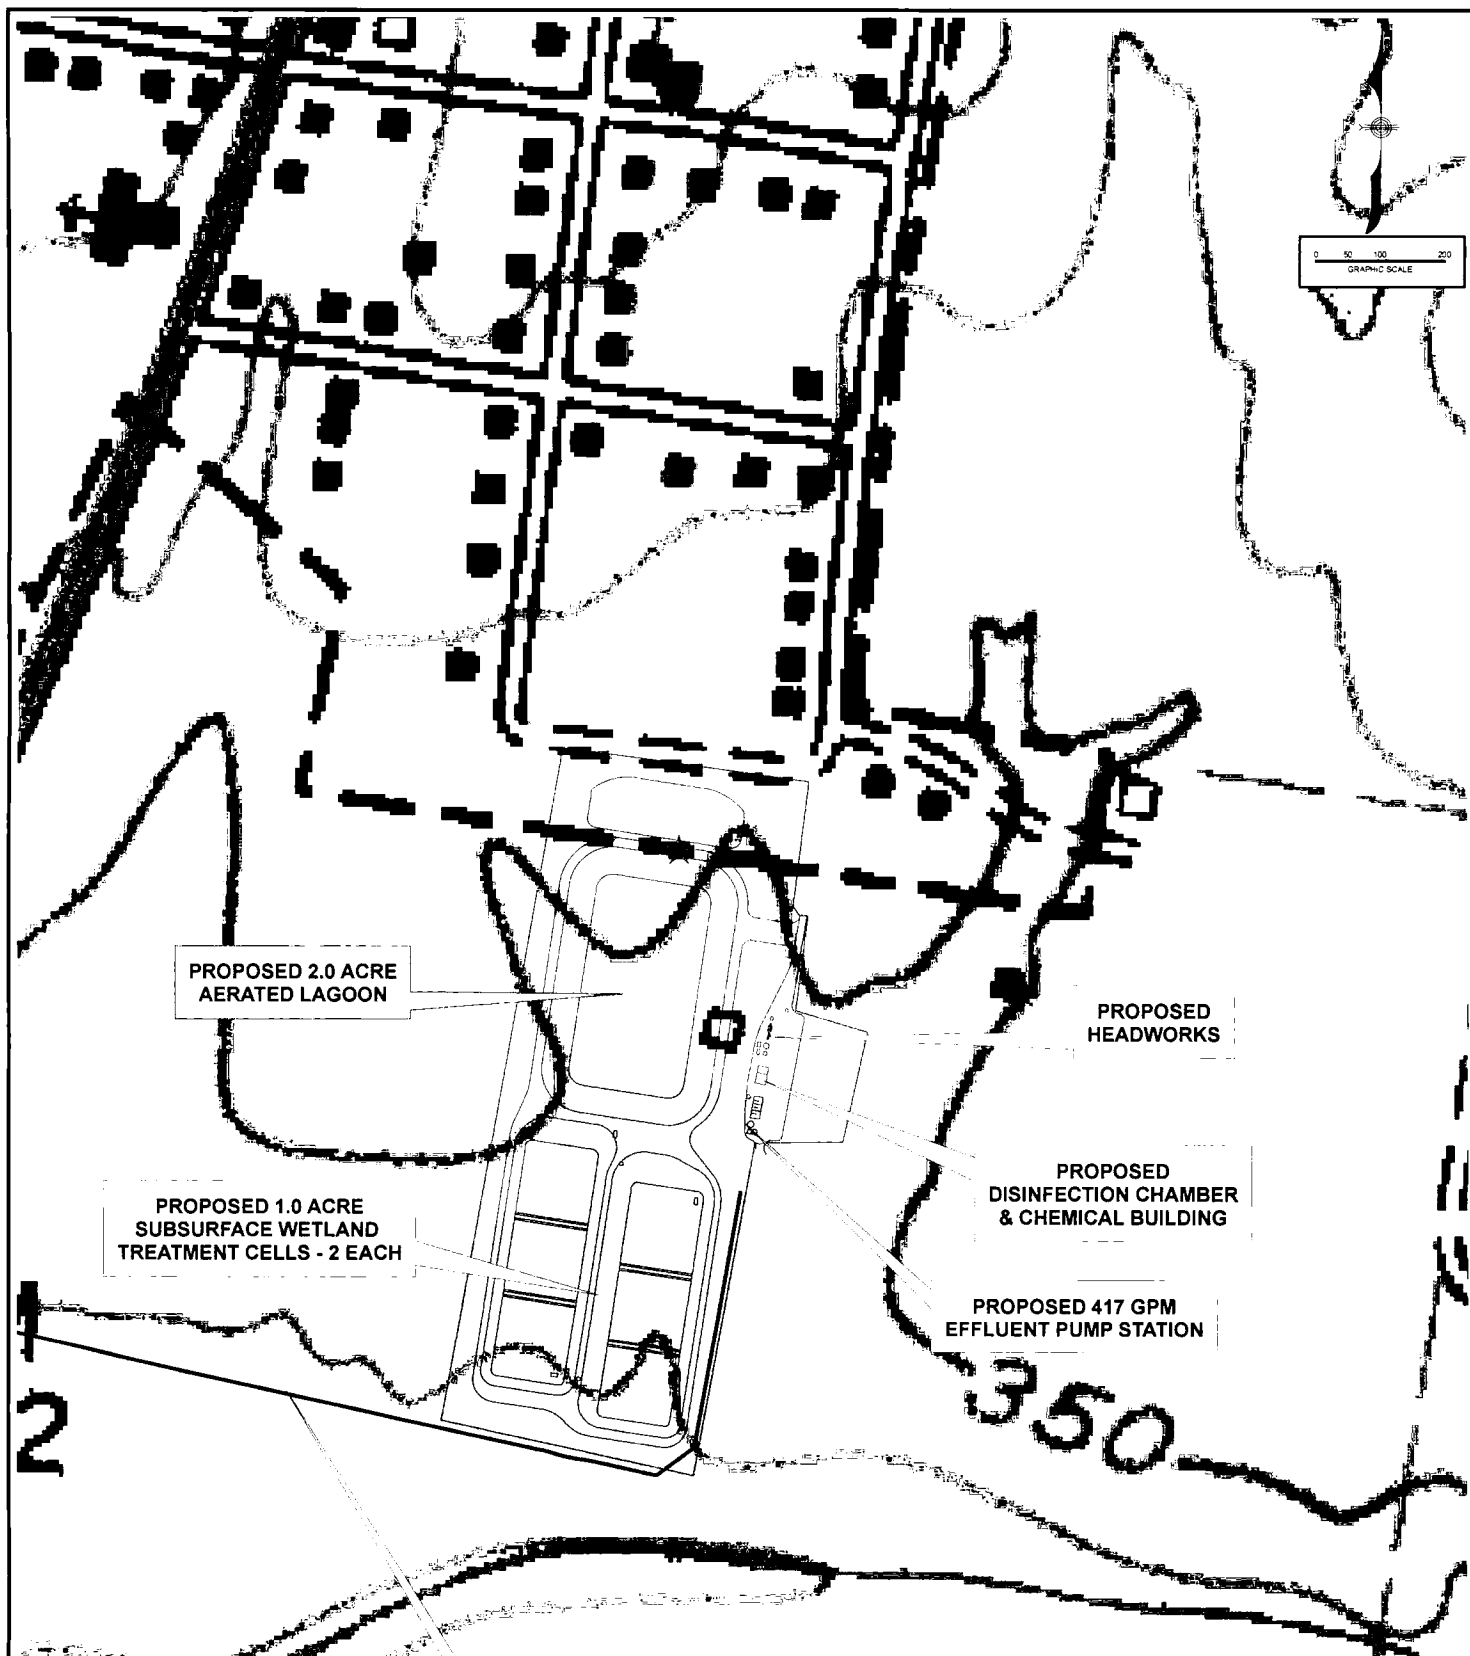 0 50 100 200
GRAPHIC SCALE
PROPOSED 2.0 ACRE
AERATED LAGOON
PROPOSED
HEADWORKS
PROPOSED
DISINFECTION CHAMBER
& CHEMICAL BUILDING
PROPOSED 1.0 ACRE
SUBSURFACE WETLAND
TREATMENT CELLS - 2 EACH
PROPOSED 417 GPM
EFFLUENT PUMP STATION
350
2